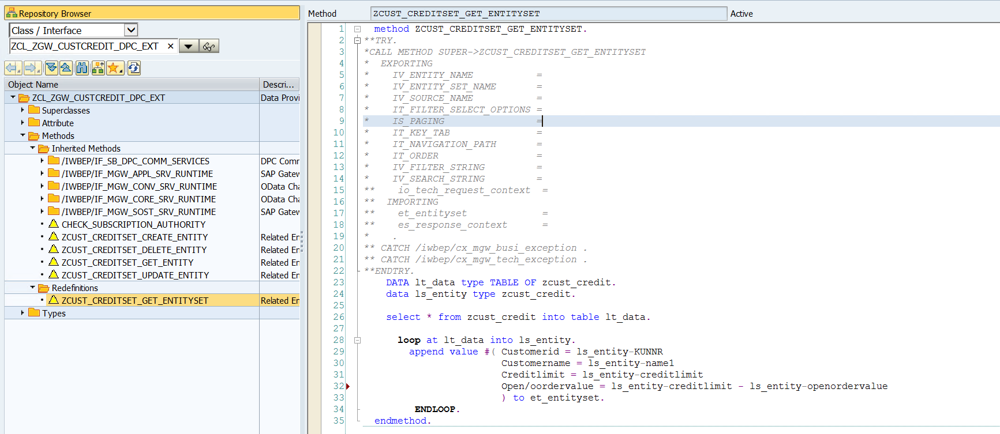 Repository Browser
Class / Interface
ZCL_ZGW_CUSTCREDIT_DPC_EXT
Object Name Descri...
ZCL_ZGW_CUSTCREDIT_DPC_EXT Data Provi
Superclasses
Attribute
Methods
Inherited Methods
/IWBEP/IF_SB_DPC_COMM_SERVICES DPC Comm
/IWBEP/IF_MGW_APPL_SRV_RUNTIME SAP Gatew
/IWBEP/IF_MGW_CONV_SRV_RUNTIME OData Cha
/IWBEP/IF_MGW_CORE_SRV_RUNTIME OData Cha
/IWBEP/IF_MGW_SOST_SRV_RUNTIME SAP Gatew
CHECK_SUBSCRIPTION_AUTHORITY
ZCUST_CREDITSET_CREATE_ENTITY Related En
ZCUST_CREDITSET_DELETE_ENTITY Related En
ZCUST_CREDITSET_GET_ENTITY Related En
ZCUST_CREDITSET_UPDATE_ENTITY Related En
Redefinitions
ZCUST_CREDITSET_GET_ENTITYSET Related En
Types
Method ZCUST_CREDITSET_GET_ENTITYSET Active
1 method ZCUST_CREDITSET_GET_ENTITYSET.
2 **TRY.
3 *CALL METHOD SUPER->ZCUST_CREDITSET_GET_ENTITYSET
4 * EXPORTING
5 * IV_ENTITY_NAME =
6 * IV_ENTITY_SET_NAME =
7 * IV_SOURCE_NAME =
8 * IT_FILTER_SELECT_OPTIONS =
9 * IS_PAGING =
10 * IT_KEY_TAB =
11 * IT_NAVIGATION_PATH =
12 * IT_ORDER =
13 * IV_FILTER_STRING =
14 * IV_SEARCH_STRING =
15 ** io_tech_request_context =
16 ** IMPORTING
17 ** et_entityset =
18 ** es_response_context =
19 * .
20 ** CATCH /iwbep/cx_mgw_busi_exception .
21 ** CATCH /iwbep/cx_mgw_tech_exception .
22 **ENDTRY.
23 DATA lt_data type TABLE OF zcust_credit.
24 data ls_entity type zcust_credit.
25
26 select * from zcust_credit into table lt_data.
27
28 loop at lt_data into ls_entity.
29 append value #( Customerid = ls_entity-KUNNR
30 Customername = ls_entity-name1
31 Creditlimit = ls_entity-creditlimit
32 Open/oordervalue = ls_entity-creditlimit - ls_entity-openordervalue
33 ) to et_entityset.
34 ENDLOOP.
35 endmethod.